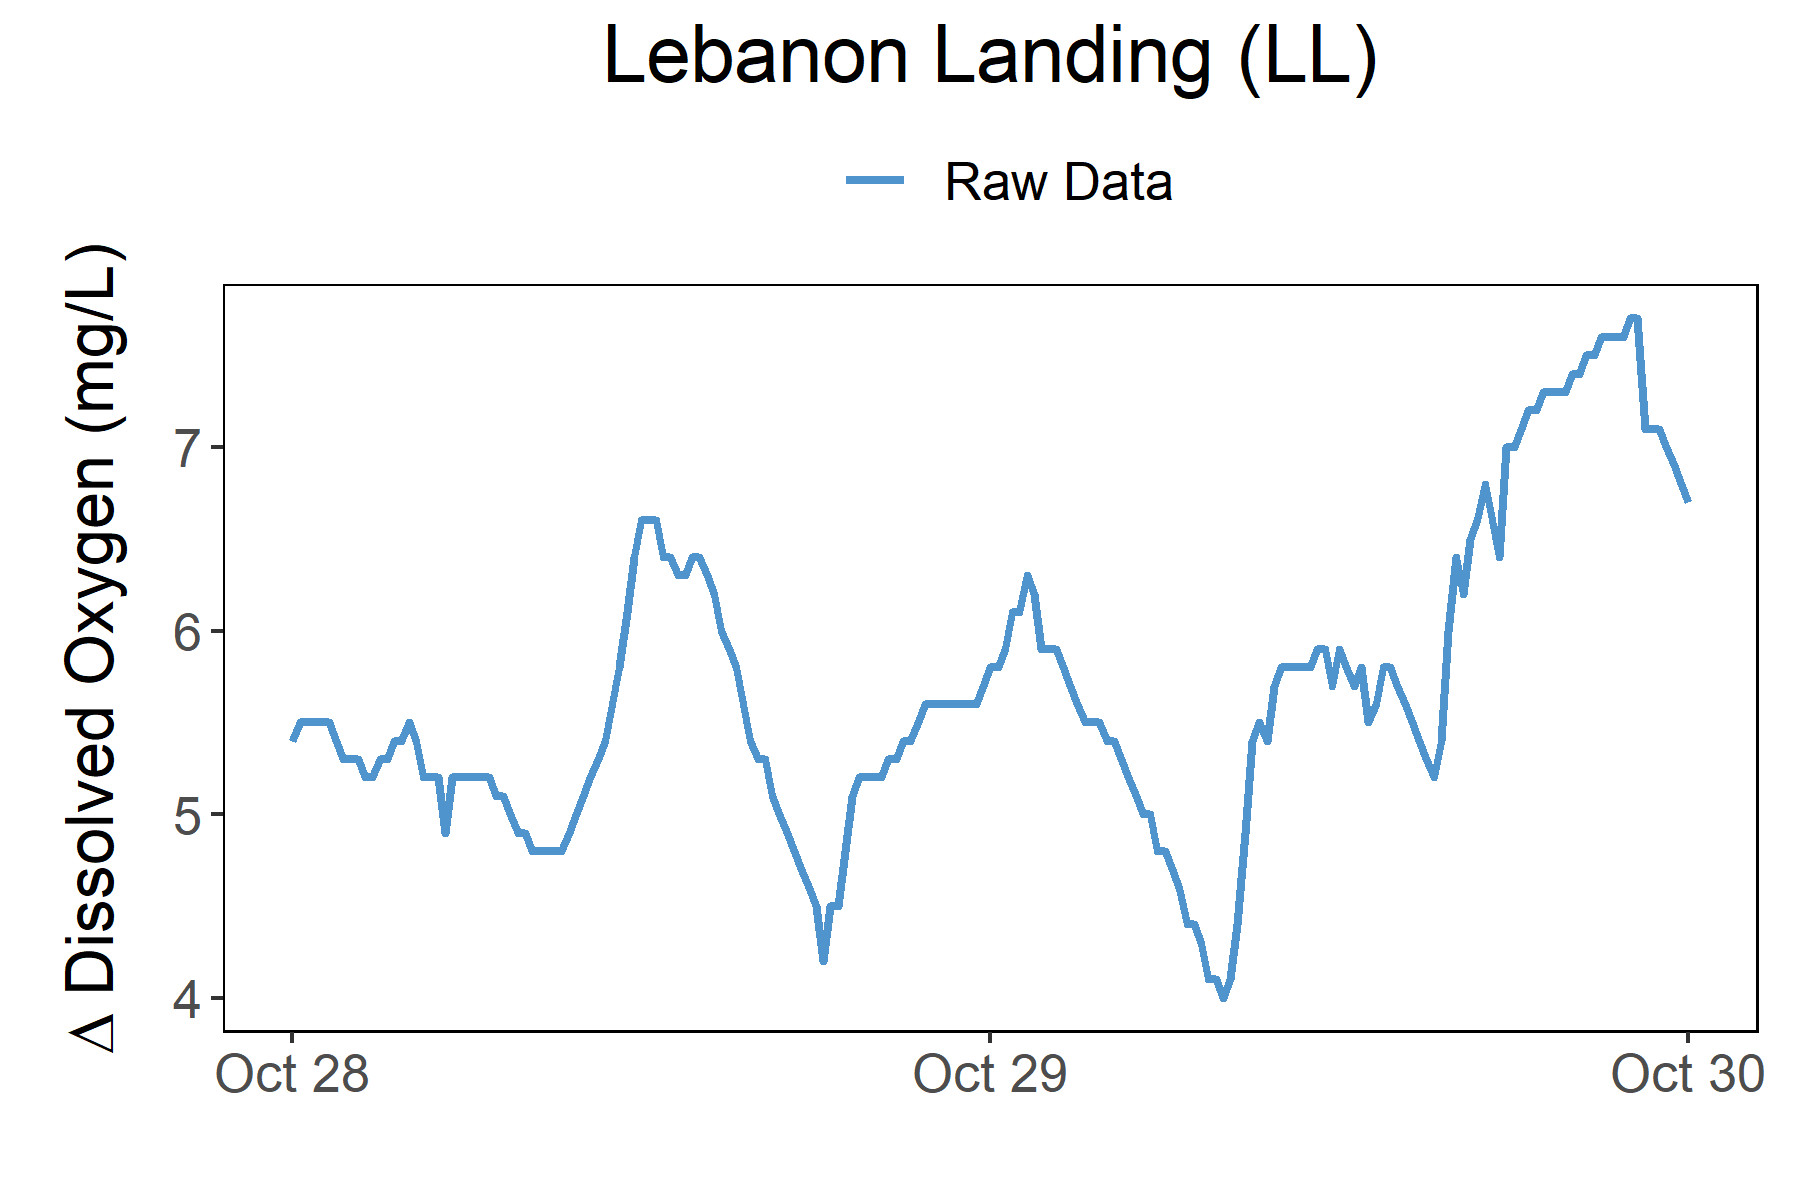 Lebanon Landing (LL)
Raw Data
Δ Dissolved Oxygen (mg/L)
7
6
5
4
Oct 28
Oct 29
Oct 30